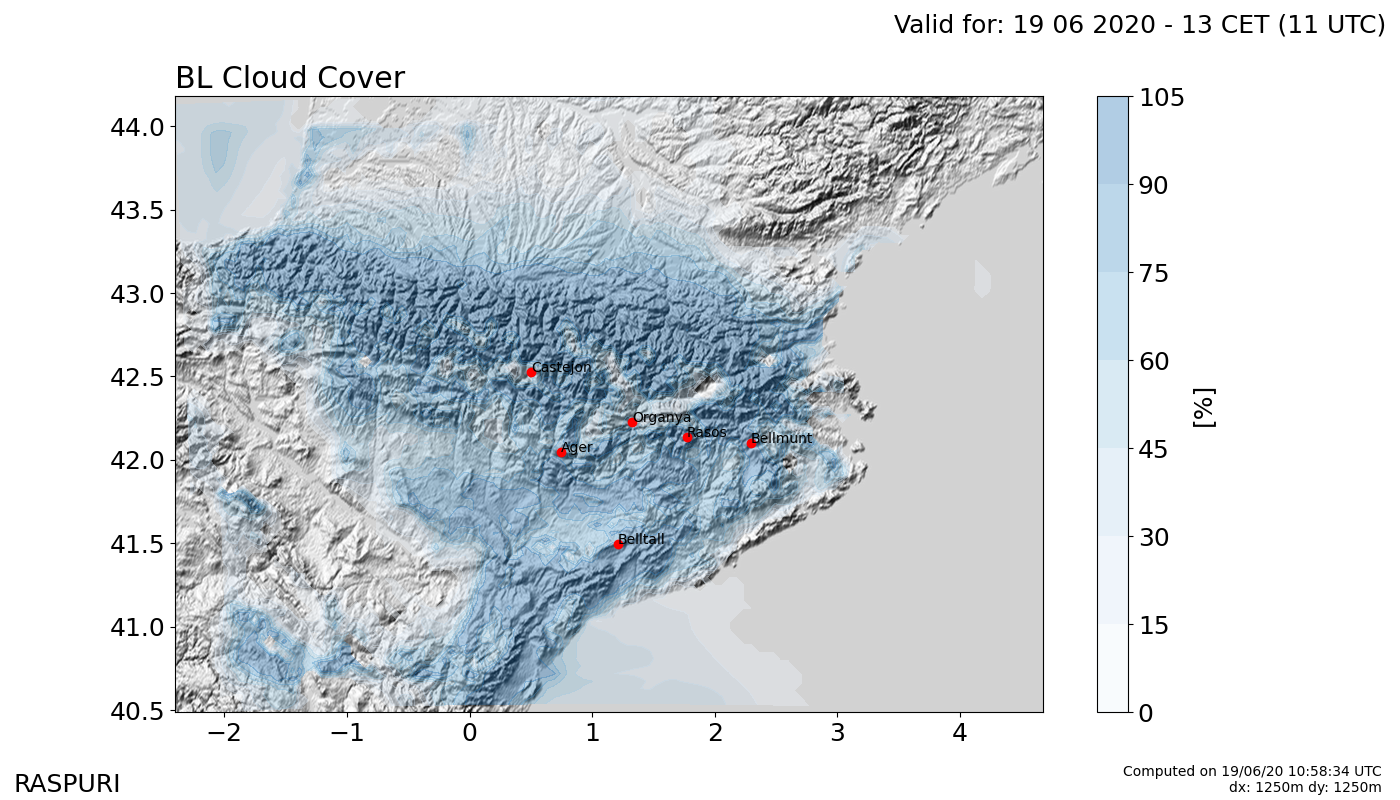 Valid for: 19 06 2020 - 13 CET (11 UTC)
BL Cloud Cover
44.0
43.5
43.0
42.5
42.0
41.5
41.0
40.5
−2
−1
0
1
2
3
4
Castejon
Organya
Rasos
Bellmunt
Ager
Belltall
105
90
75
60
45
30
15
0
[%]
RASPURI
Computed on 19/06/20 10:58:34 UTC
dx: 1250m dy: 1250m